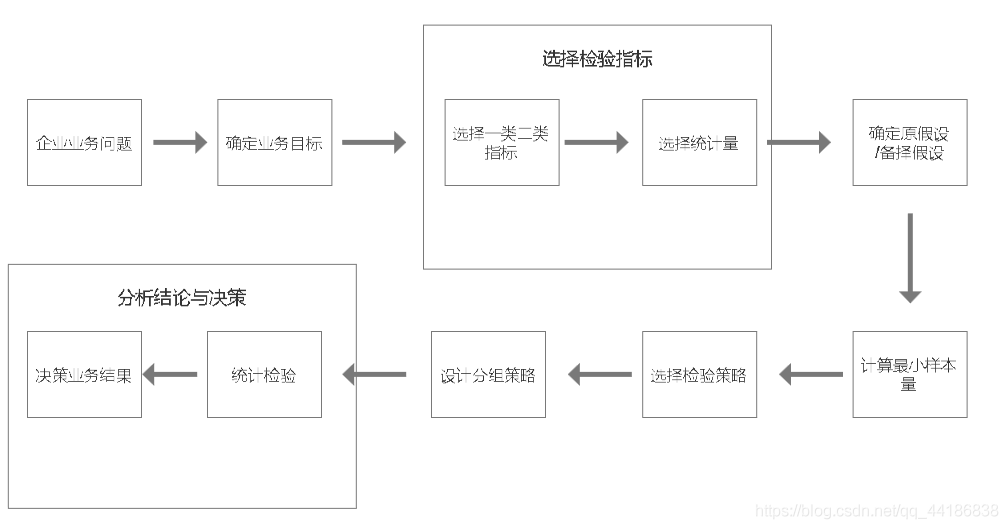 选择检验指标
企业业务问题
确定业务目标
选择一类二类
指标
选择统计量
确定原假设
/备择假设
计算最小样本
量
选择检验策略
设计分组策略
分析结论与决策
统计检验
决策业务结果
https://blog.csdn.net/qq_44186838